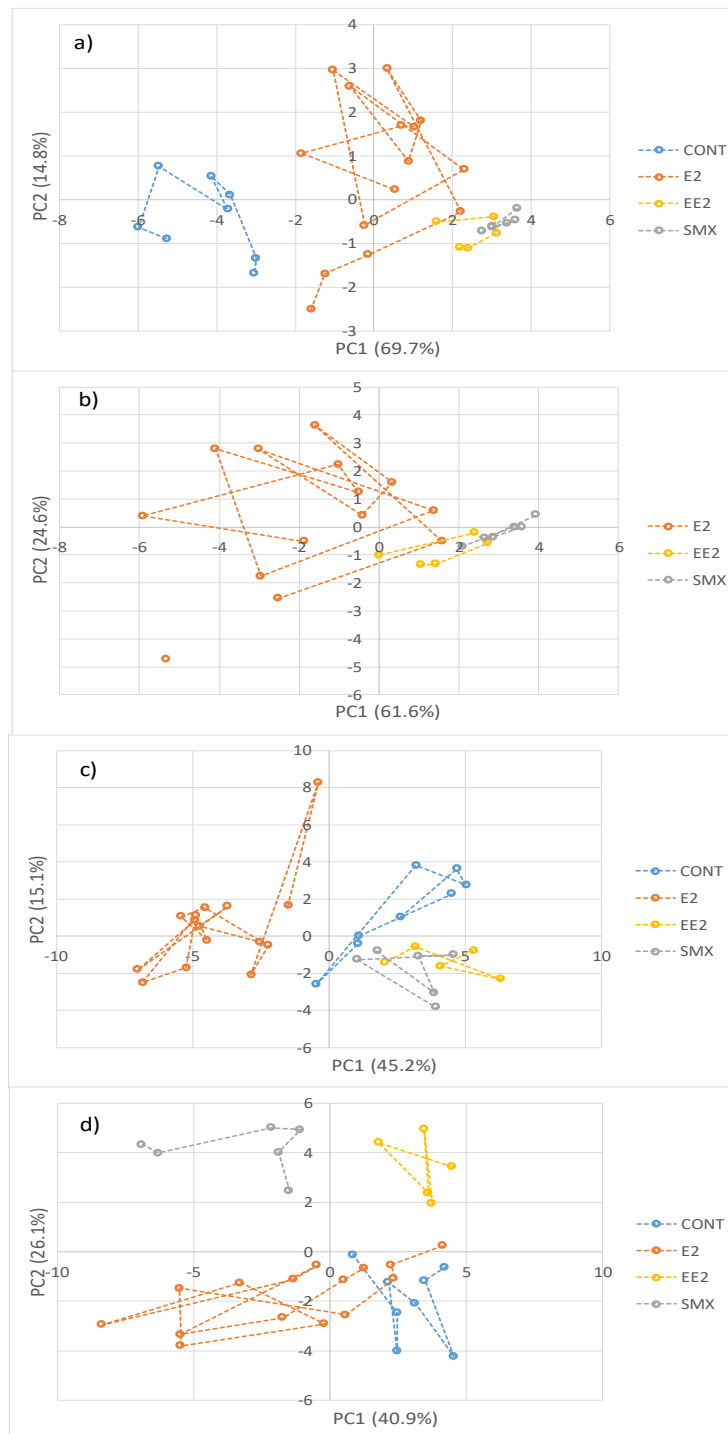 a)
4
3
2
1
0
-1
-2
-3
-8 -6 -4 -2 0 2 4 6
PC2 (14.8%)
PC1 (69.7%)
CONT
E2
EE2
SMX
b)
5
4
3
2
1
0
-1
-2
-3
-4
-5
-6
-8 -6 -4 -2 0 2 4 6
PC2 (24.6%)
PC1 (61.6%)
E2
EE2
SMX
c)
10
8
6
4
2
0
-2
-4
-6
-10 -5 0 5 10
PC2 (15.1%)
PC1 (45.2%)
CONT
E2
EE2
SMX
d)
6
4
2
0
-2
-4
-6
-10 -5 0 5 10
PC2 (26.1%)
PC1 (40.9%)
CONT
E2
EE2
SMX